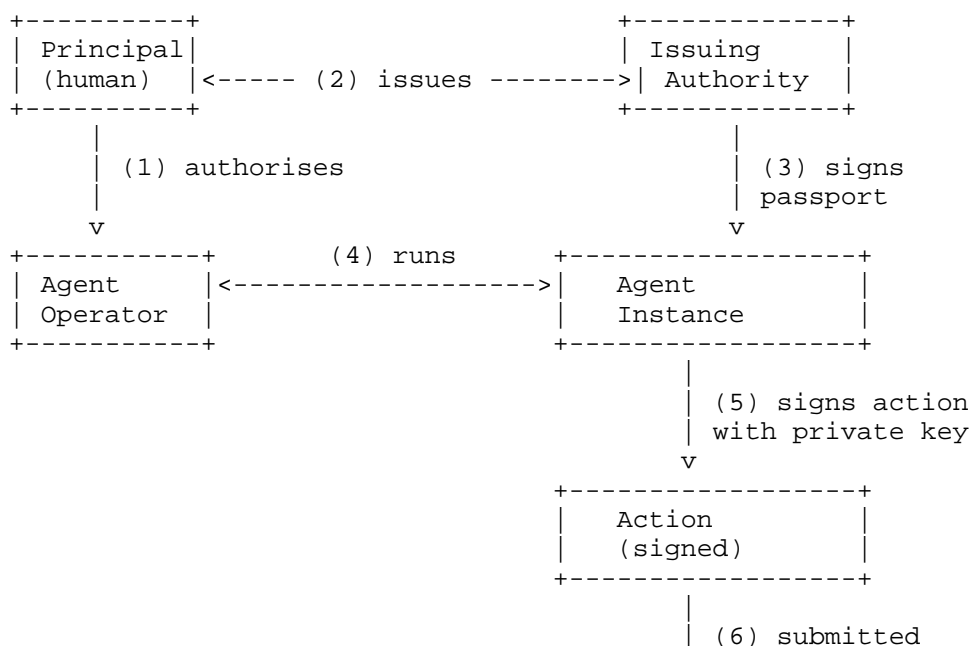 Principal Issuing
(human) (2) issues Authority
(1) authorises (3) signs
passport
(4) runs
Agent Agent
Operator Instance
(5) signs action
with private key
Action
(signed)
(6) submitted